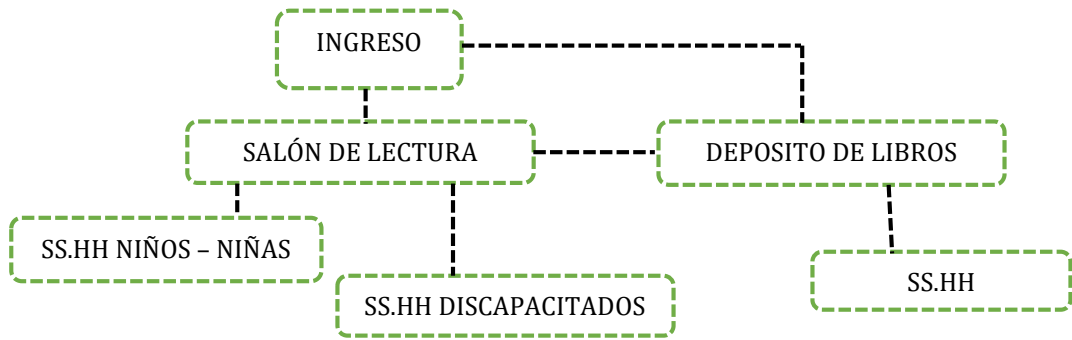 INGRESO
SALÓN DE LECTURA
DEPOSITO DE LIBROS
SS.HH NIÑOS – NIÑAS
SS.HH DISCAPACITADOS
SS.HH